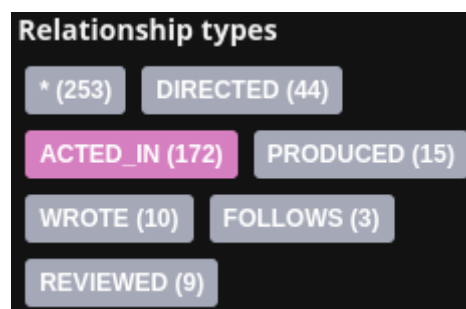 Relationship types
* (253) DIRECTED (44)
ACTED_IN (172) PRODUCED (15)
WROTE (10) FOLLOWS (3)
REVIEWED (9)